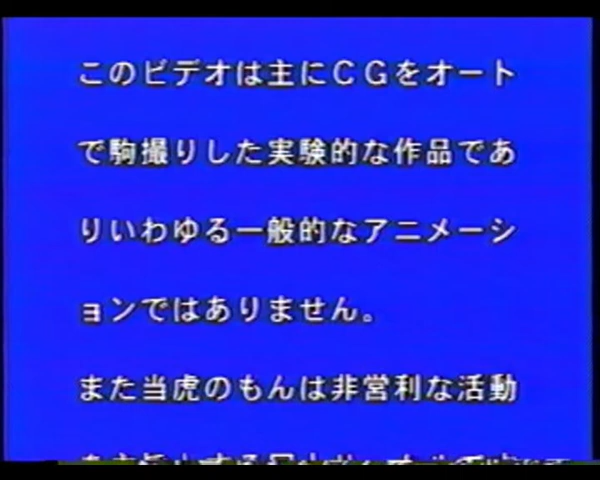 このビデオは主にＣＧをオート
で駒撮りした実験的な作品であ
りいわゆる一般的なアニメーシ
ョンではありません。
また当虎のもんは非営利な活動